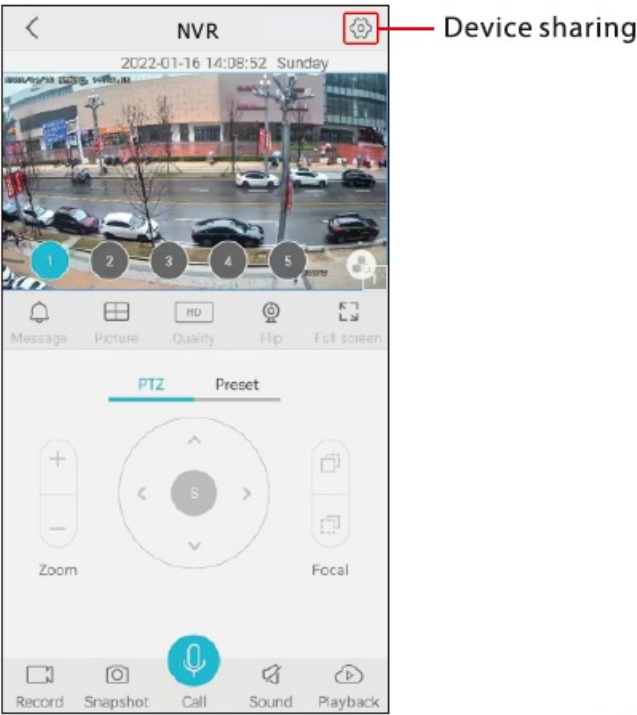 NVR
Device sharing
2022-01-16 14:08:52 Sunday
1 2 3 4 5
Message Picture HD Quality Flip Full screen
PTZ Preset
S
Zoom Focal
Record Snapshot Call Sound Playback